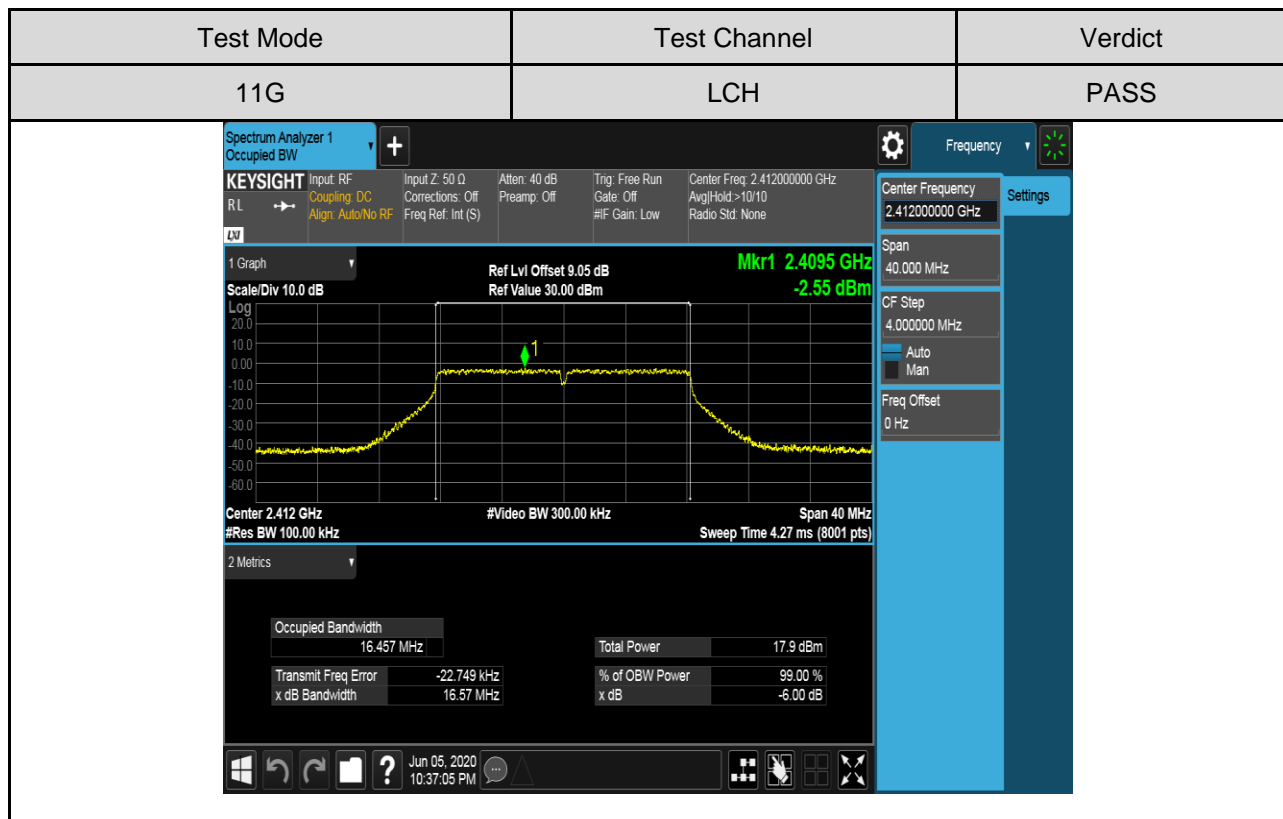 Test Mode Test Channel Verdict
11G LCH PASS
Spectrum Analyzer 1
Occupied BW
+
Frequency
KEYSIGHT Input: RF Input Z: 50 Ω Atten: 40 dB Trig: Free Run Center Freq: 2.412000000 GHz
RL Coupling: DC Corrections: Off Preamp: Off Gate: Off Avg|Hold:>10/10
Align: Auto/No RF Freq Ref: Int (S) #IF Gain: Low Radio Std: None
LXI
Center Frequency
2.412000000 GHz
Settings
Span
40.000 MHz
CF Step
4.000000 MHz
Auto
Man
Freq Offset
0 Hz
1 Graph
Ref Lvl Offset 9.05 dB
Mkr1 2.4095 GHz
Scale/Div 10.0 dB
Ref Value 30.00 dBm
-2.55 dBm
Log
20.0
10.0
0.00
-10.0
-20.0
-30.0
-40.0
-50.0
-60.0
1
Center 2.412 GHz #Video BW 300.00 kHz Span 40 MHz
#Res BW 100.00 kHz Sweep Time 4.27 ms (8001 pts)
2 Metrics
Occupied Bandwidth
16.457 MHz
Total Power 17.9 dBm
Transmit Freq Error -22.749 kHz % of OBW Power 99.00 %
x dB Bandwidth 16.57 MHz x dB -6.00 dB
?
Jun 05, 2020
10:37:05 PM